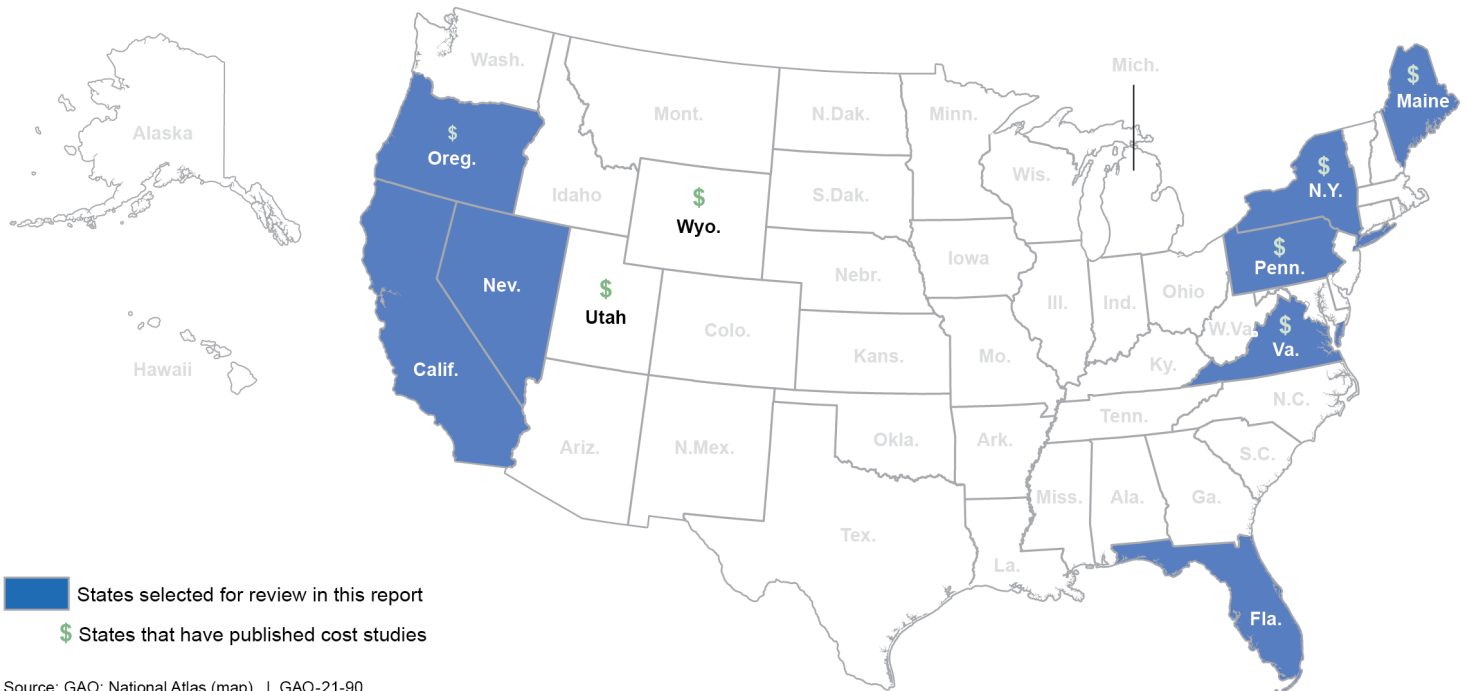 Mich.
Wash.
$
Maine
Mont.
N.Dak.
Minn.
Alaska
$
Oreg.
$
N.Y.
Wis.
Idaho
S.Dak.
$
Wyo.
$
Penn.
Iowa
Nebr.
Nev.
$
Utah
Ill.
Ind.
Ohio
W.Va.
$
Va.
Colo.
Kans.
Mo.
Ky.
Hawaii
Calif.
N.C.
Tenn.
Ariz.
N.Mex.
Okla.
Ark.
S.C.
Miss.
Ala.
Ga.
Tex.
La.
Fla.
States selected for review in this report
$ States that have published cost studies
Source: GAO; National Atlas (map). | GAO-21-90